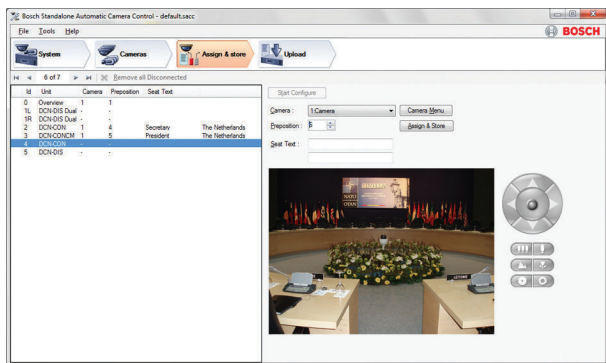 Bosch Standalone Automatic Camera Control - default.sacc
File Tools Help
BOSCH
System Cameras Assign & store Upload
6 of 7 Remove all Disconnected
Id Unit Camera Preposition Seat Text
0 Overview 1 1
1L DCN-DIS Dual - -
1R DCN-DIS Dual - -
2 DCN-CON 1 4 Secretary The Netherlands
3 DCN-CONCM 1 5 President The Netherlands
4 DCN-CON - -
5 DCN-DIS - -
Start Configure
Camera : 1:Camera Camera Menu
Preposition : 6 Assign & Store
Seat Text :
NATO
OTAN